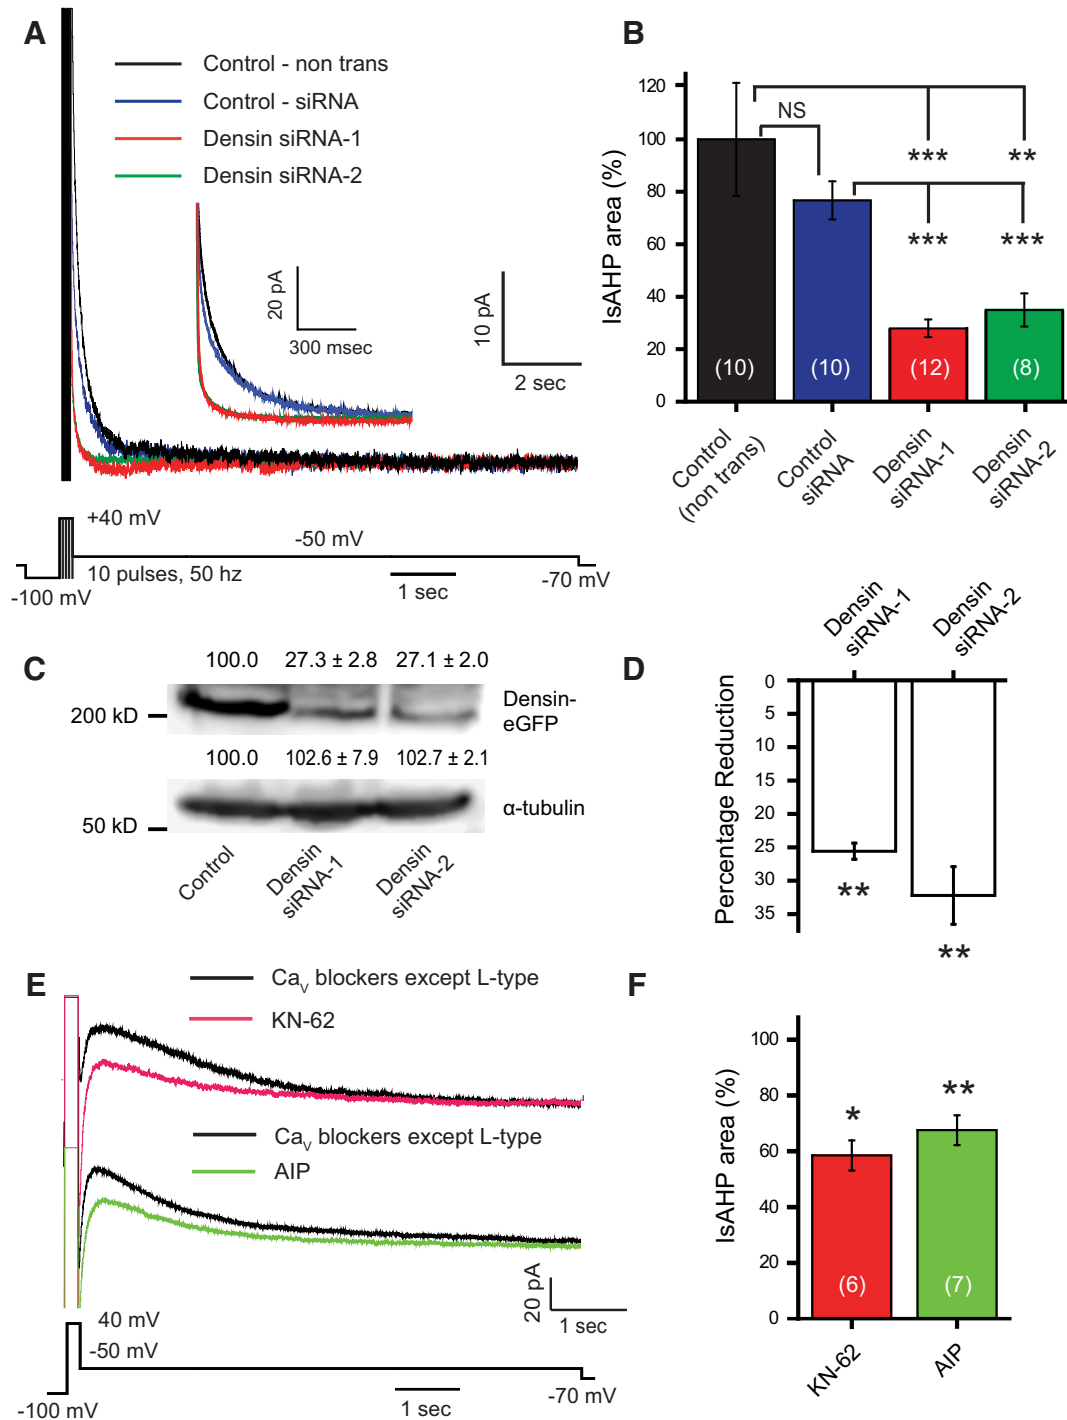 A
Control - non trans
Control - siRNA
Densin siRNA-1
Densin siRNA-2
20 pA
300 msec
10 pA
2 sec
+40 mV
-50 mV
10 pulses, 50 hz
-100 mV
1 sec
-70 mV
B
IsAHP area (%)
120
100
80
60
40
20
0
NS
***
**
***
***
(10)
(10)
(12)
(8)
Control
(non trans)
Control
siRNA
Densin
siRNA-1
Densin
siRNA-2
C
100.0
27.3 ± 2.8
27.1 ± 2.0
200 kD
Densin-
eGFP
100.0
102.6 ± 7.9
102.7 ± 2.1
50 kD
α-tubulin
Control
Densin
siRNA-1
Densin
siRNA-2
D
Densin
siRNA-1
Densin
siRNA-2
Percentage Reduction
0
5
10
15
20
25
30
35
**
**
E
CaV blockers except L-type
KN-62
CaV blockers except L-type
AIP
20 pA
1 sec
40 mV
-50 mV
-100 mV
1 sec
-70 mV
F
IsAHP area (%)
100
80
60
40
20
0
*
**
(6)
(7)
KN-62
AIP